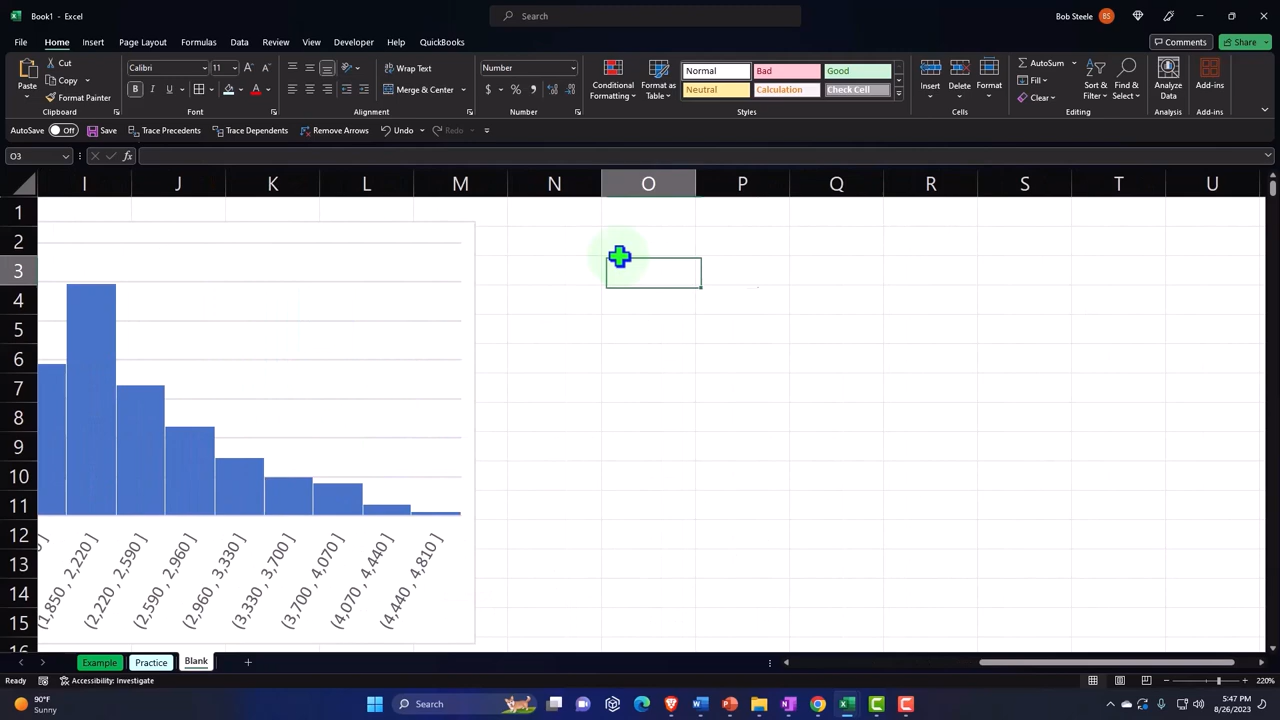 Book1 - Excel
Search
Bob Steele BS
File Home Insert Page Layout Formulas Data Review View Developer Help QuickBooks
Comments Share
Paste
Cut
Copy
Format Painter
Clipboard
Calibri 11
Font
Wrap Text
Merge & Center
Alignment
Number
Number
Conditional Formatting
Format as Table
Normal Bad Good
Neutral Calculation Check Cell
Styles
Insert Delete Format
Cells
AutoSum
Fill
Clear
Sort & Filter
Find & Select
Editing
Analyze Data
Analysis
Add-ins
Add-ins
AutoSave Off Save Trace Precedents Trace Dependents Remove Arrows Undo Redo
O3
fx
I J K L M N O P Q R S T U
1
2
3
4
5
6
7
8
9
10
11
12
13
14
15
16
(1,850 , 2,220 ]
(2,220 , 2,590 ]
(2,590 , 2,960 ]
(2,960 , 3,330 ]
(3,330 , 3,700 ]
(3,700 , 4,070 ]
(4,070 , 4,440 ]
(4,440 , 4,810 ]
Example Practice Blank
Ready Accessibility: Investigate 220%
90°F
Sunny
Search
5:47 PM
8/26/2023